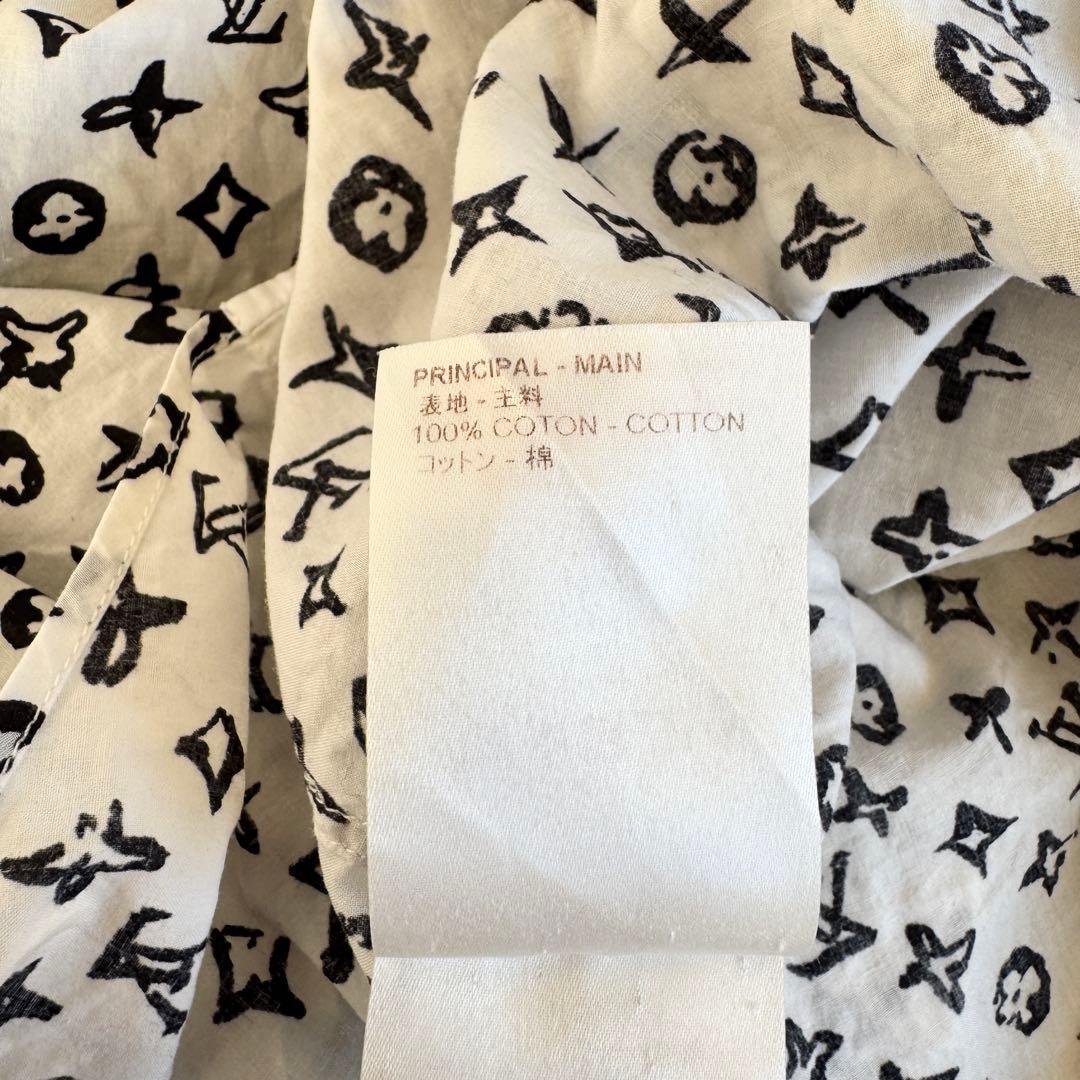 PRINCIPAL - MAIN
表地 - 主料
100% COTON - COTTON
コットン - 棉